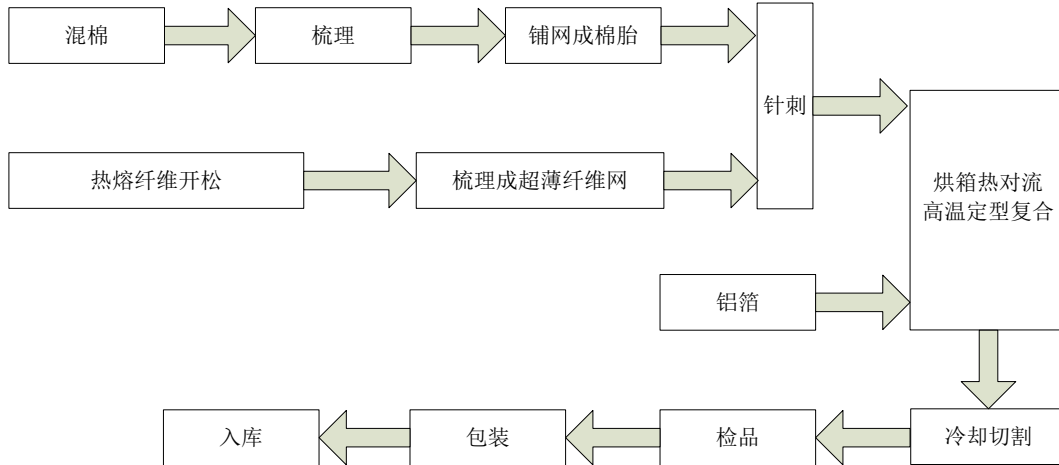 混棉
梳理
铺网成棉胎
针刺
热熔纤维开松
梳理成超薄纤维网
烘箱热对流
高温定型复合
铝箔
入库
包装
检品
冷却切割